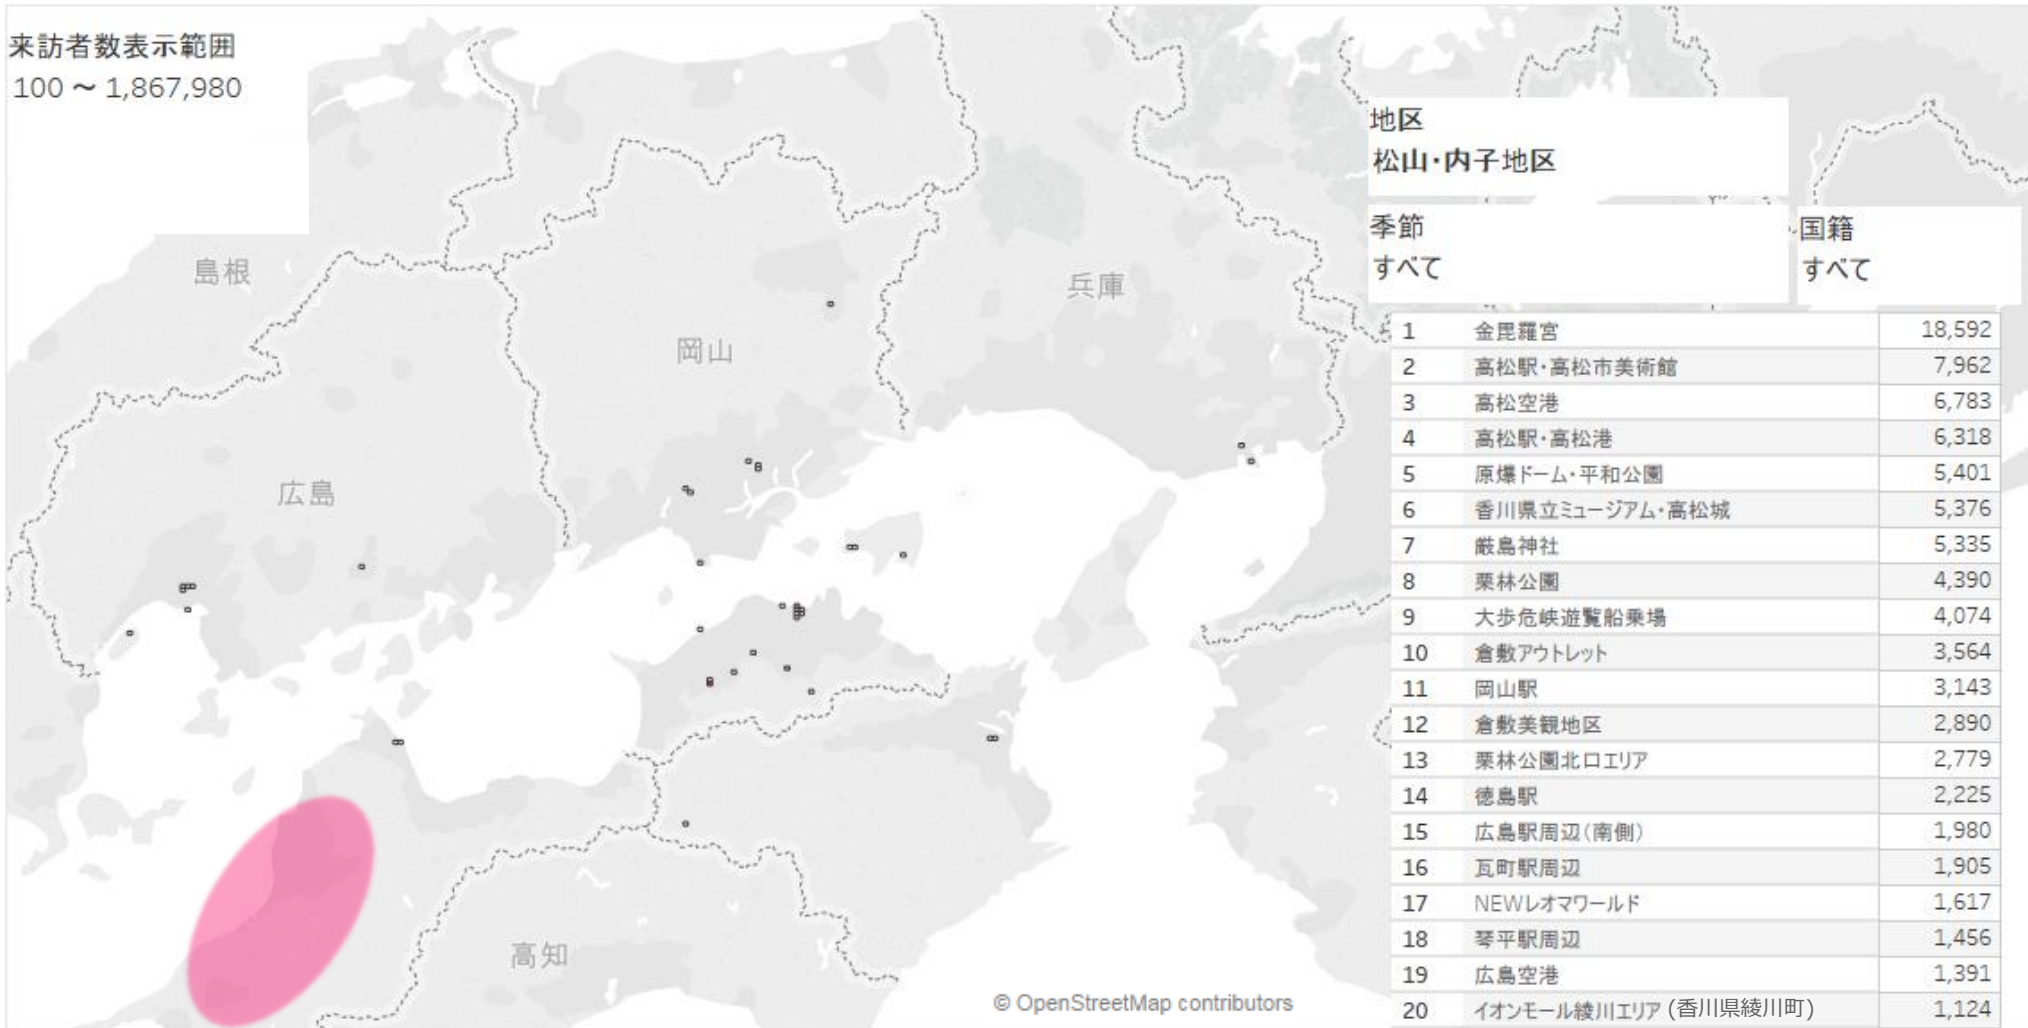 来訪者数表示範囲
100 ～ 1,867,980
地区
松山・内子地区
季節
すべて
国籍
すべて
島根
兵庫
岡山
広島
高知
1 金毘羅宮 18,592
2 高松駅・高松市美術館 7,962
3 高松空港 6,783
4 高松駅・高松港 6,318
5 原爆ドーム・平和公園 5,401
6 香川県立ミュージアム・高松城 5,376
7 厳島神社 5,335
8 栗林公園 4,390
9 大歩危峡遊覧船乗場 4,074
10 倉敷アウトレット 3,564
11 岡山駅 3,143
12 倉敷美観地区 2,890
13 栗林公園北口エリア 2,779
14 徳島駅 2,225
15 広島駅周辺(南側) 1,980
16 瓦町駅周辺 1,905
17 NEWレオマワールド 1,617
18 琴平駅周辺 1,456
19 広島空港 1,391
20 イオンモール綾川エリア (香川県綾川町) 1,124
© OpenStreetMap contributors